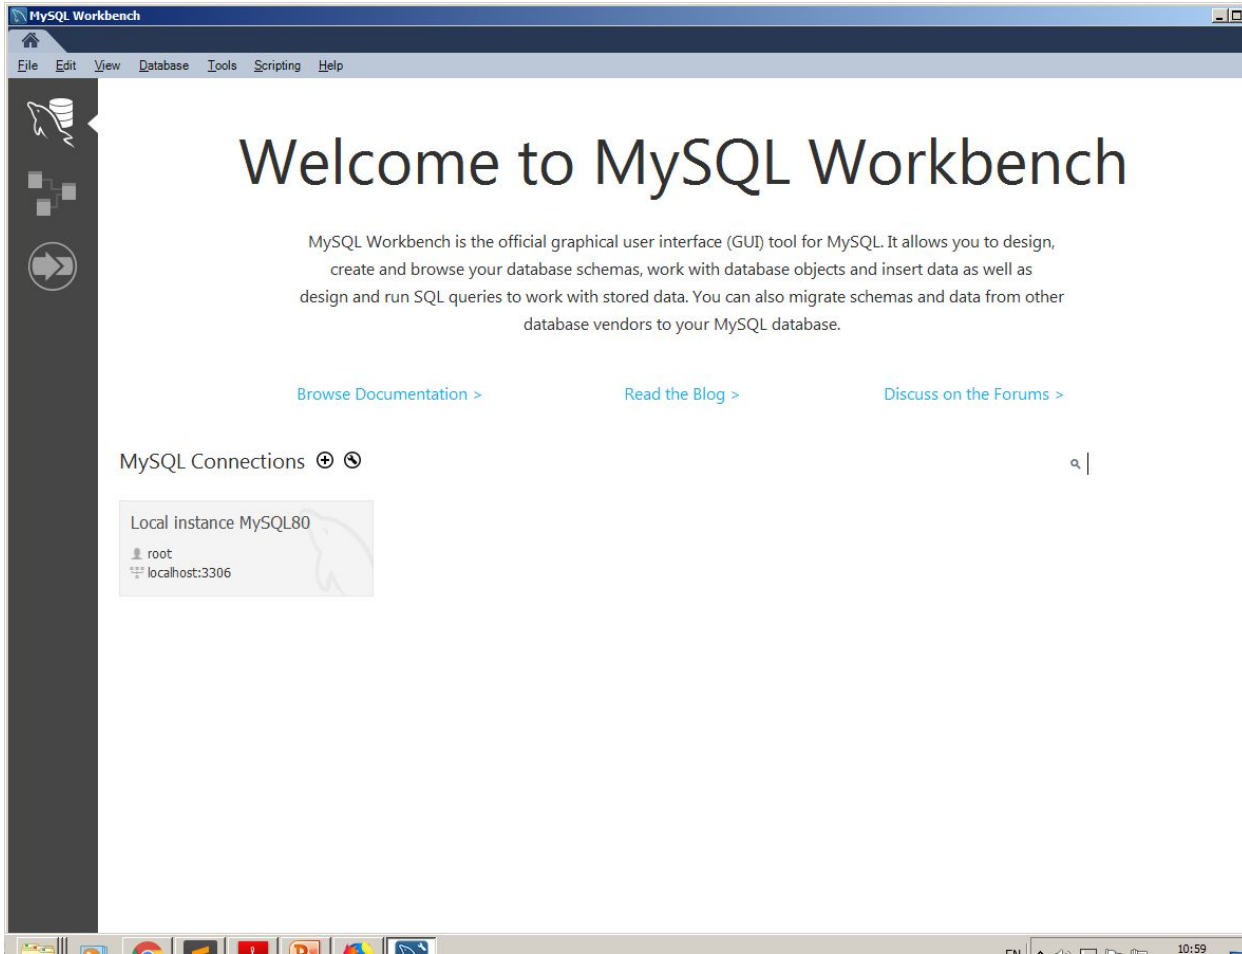 MySQL Workbench
File Edit View Database Tools Scripting Help
Welcome to MySQL Workbench
MySQL Workbench is the official graphical user interface (GUI) tool for MySQL. It allows you to design,
create and browse your database schemas, work with database objects and insert data as well as
design and run SQL queries to work with stored data. You can also migrate schemas and data from other
database vendors to your MySQL database.
Browse Documentation > Read the Blog > Discuss on the Forums >
MySQL Connections
Local instance MySQL80
root
localhost:3306
EN 10:59